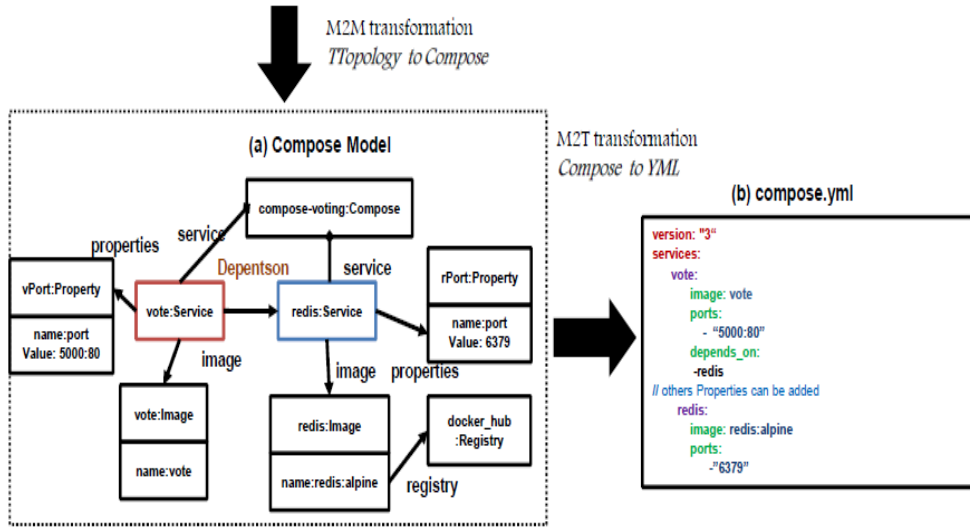 M2M transformation
TTopology to Compose
(a) Compose Model
compose-voting:Compose
properties
service
Depentson
service
vPort:Property
name:port
Value: 5000:80
vote:Service
redis:Service
rPort:Property
name:port
Value: 6379
image
image
properties
vote:Image
name:vote
redis:Image
name:redis:alpine
docker_hub
:Registry
registry
M2T transformation
Compose to YML
(b) compose.yml
version: "3“
services:
vote:
image: vote
ports:
- “5000:80”
depends_on:
-redis
// others Properties can be added
redis:
image: redis:alpine
ports:
-”6379”